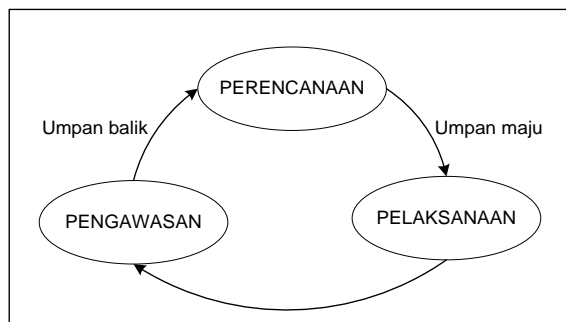 PERENCANAAN
Umpan balik
Umpan maju
PENGAWASAN
PELAKSANAAN